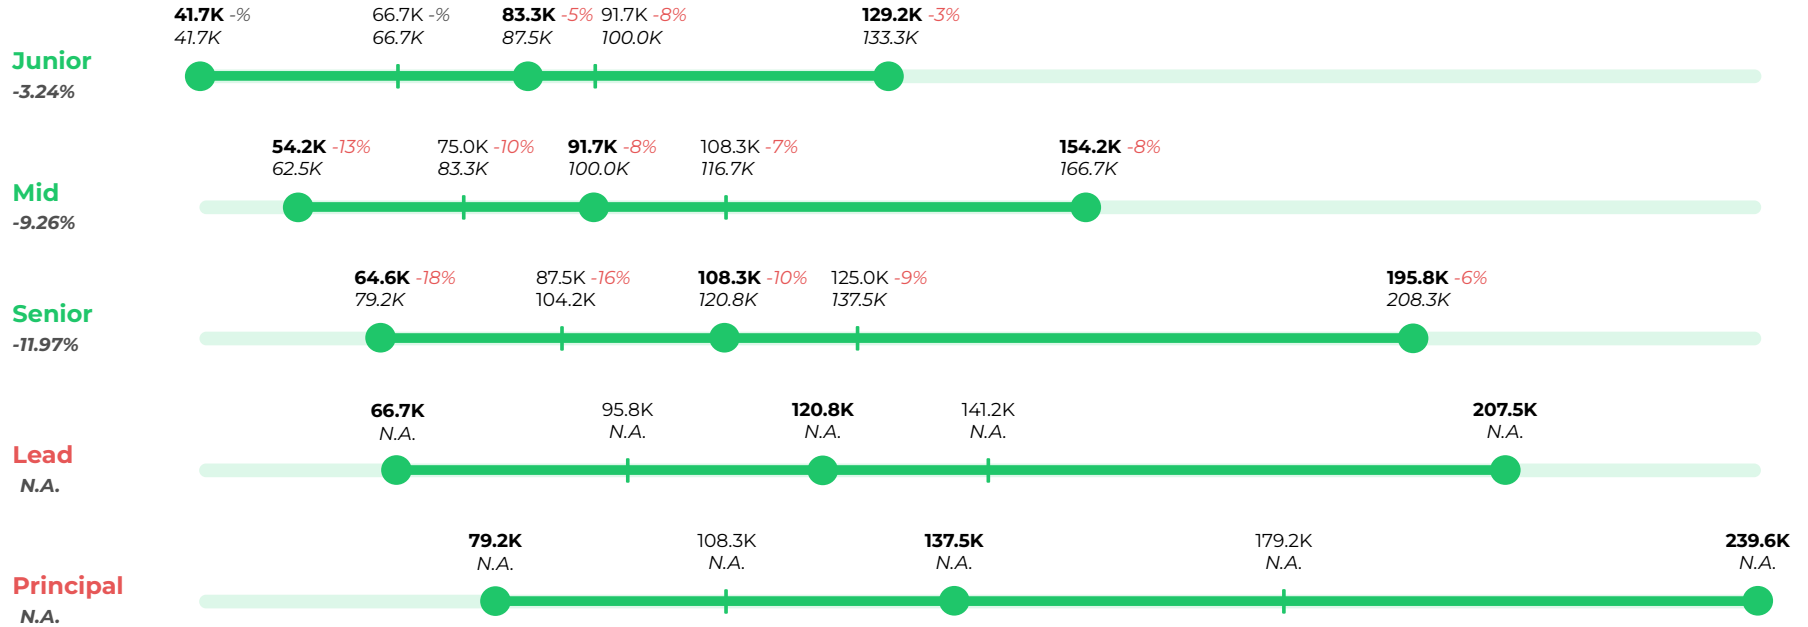 41.7K -% 66.7K -% 83.3K -5% 91.7K -8% 129.2K -3%
41.7K 66.7K 87.5K 100.0K 133.3K
Junior
-3.24%
54.2K -13% 75.0K -10% 91.7K -8% 108.3K -7% 154.2K -8%
62.5K 83.3K 100.0K 116.7K 166.7K
Mid
-9.26%
64.6K -18% 87.5K -16% 108.3K -10% 125.0K -9% 195.8K -6%
79.2K 104.2K 120.8K 137.5K 208.3K
Senior
-11.97%
66.7K 95.8K 120.8K 141.2K 207.5K
N.A. N.A. N.A. N.A. N.A.
Lead
N.A.
79.2K 108.3K 137.5K 179.2K 239.6K
N.A. N.A. N.A. N.A. N.A.
Principal
N.A.